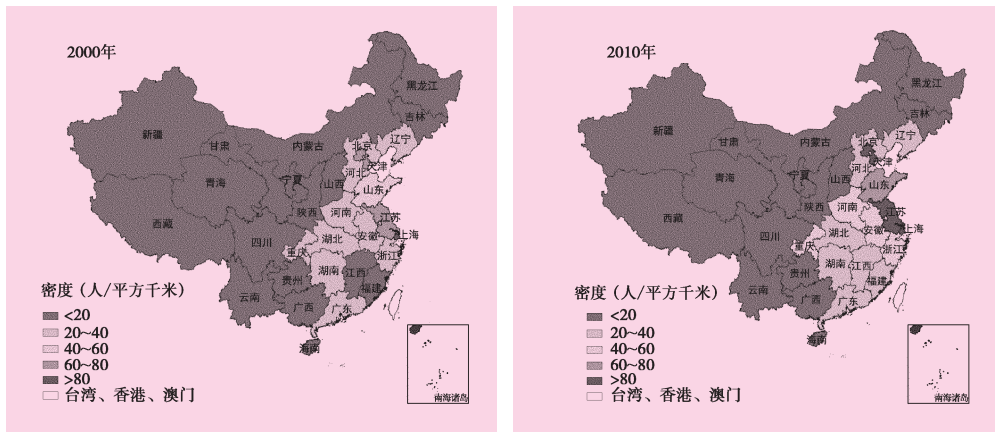 2000年
黑龙江
吉林
辽宁
新疆
甘肃
内蒙古
北京
天津
河北
宁夏
山西
青海
山东
陕西
河南
江苏
西藏
四川
湖北
安徽
上海
重庆
浙江
湖南
江西
贵州
福建
云南
广西
广东
海南
密度（人/平方千米）
<20
20~40
40~60
60~80
>80
台湾、香港、澳门
南海诸岛
2010年
黑龙江
吉林
辽宁
新疆
甘肃
内蒙古
北京
天津
河北
宁夏
山西
青海
山东
陕西
河南
江苏
西藏
四川
湖北
安徽
上海
重庆
浙江
湖南
江西
贵州
福建
云南
广西
广东
海南
密度（人/平方千米）
<20
20~40
40~60
60~80
>80
台湾、香港、澳门
南海诸岛